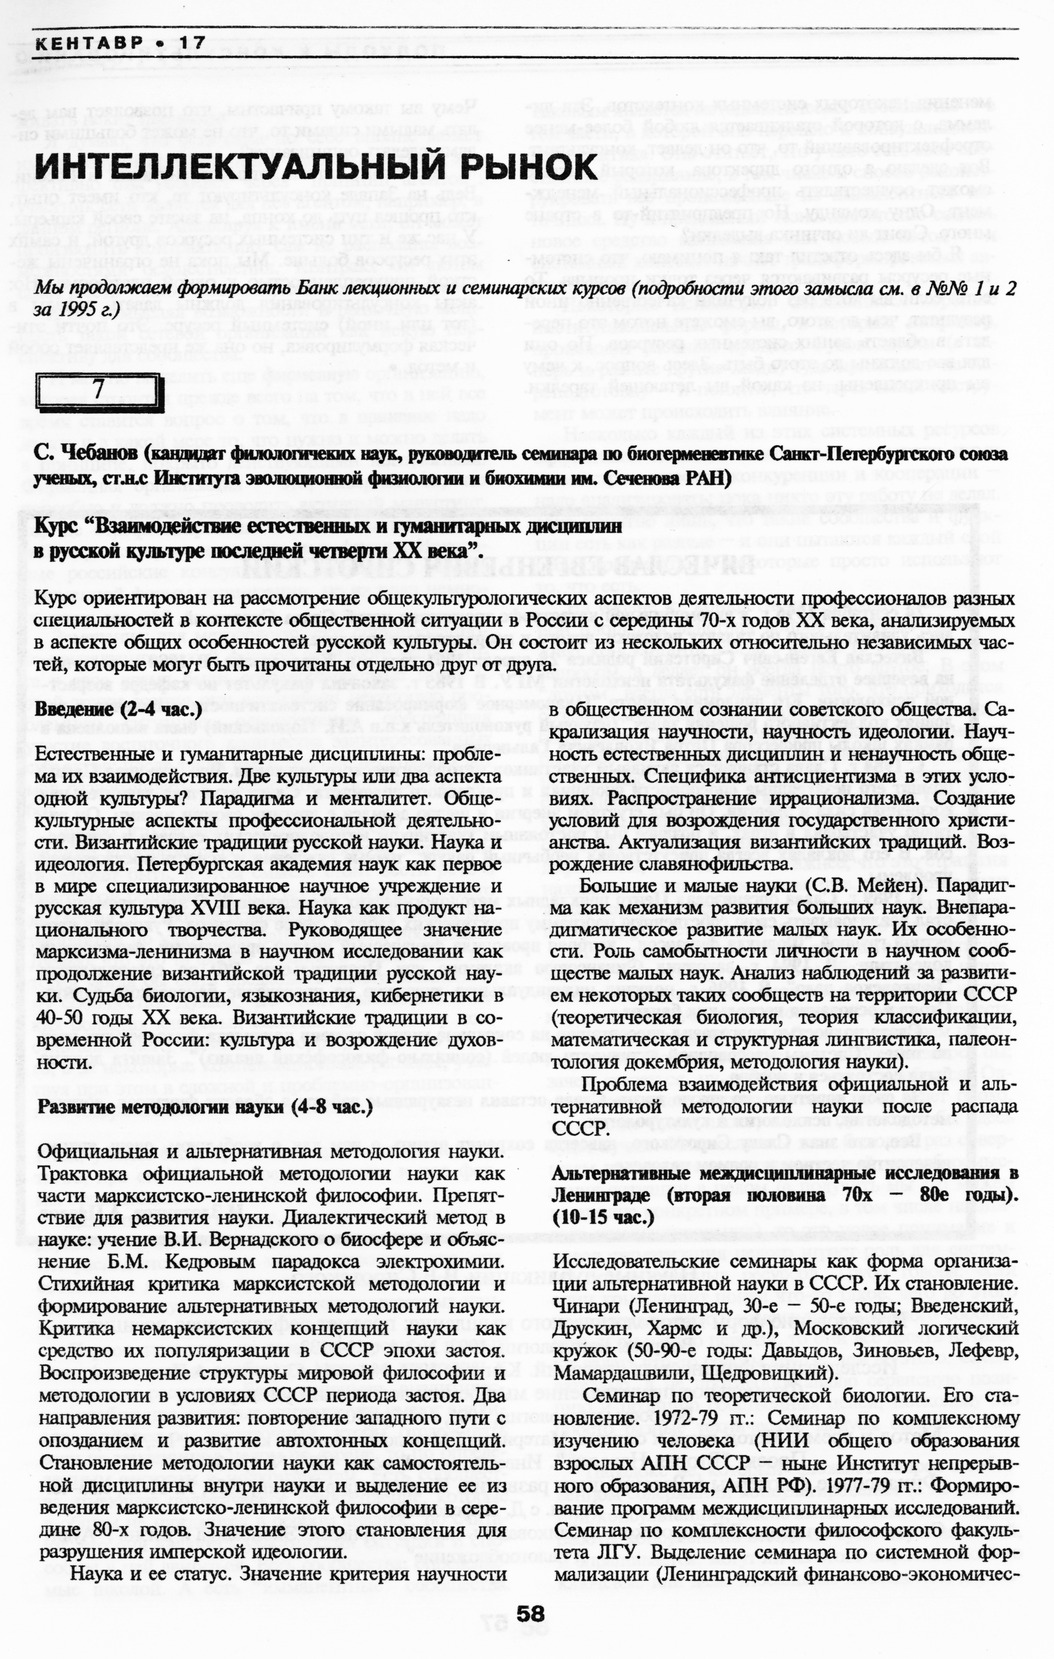 КЕНТАВР • 17
ИНТЕЛЛЕКТУАЛЬНЫЙ РЫНОК
Мы продолжаем формировать Банк лекционных и семинарских курсов (подробности этого замысла см. в №№ 1 и 2
за 1995 г.)
7
С. Чебанов (кандидат филологичеких наук, руководитель семинара по биогерменевтике Санкт-Петербургского союза
ученых, ст.н.с Института эволюционной физиологии и биохимии им. Сеченова РАН)
Курс “Взаимодействие естественных и гуманитарных дисциплин
в русской культуре последней четверти XX века”.
Курс ориентирован на рассмотрение общекультурологических аспектов деятельности профессионалов разных
специальностей в контексте общественной ситуации в России с середины 70-х годов XX века, анализируемых
в аспекте общих особенностей русской культуры. Он состоит из нескольких относительно независимых час-
тей, которые могут быть прочитаны отдельно друг от друга.
Введение (2-4 час.)
Естественные и гуманитарные дисциплины: пробле-
ма их взаимодействия. Две культуры или два аспекта
одной культуры? Парадигма и менталитет. Обще-
культурные аспекты профессиональной деятельно-
сти. Византийские традиции русской науки. Наука и
идеология. Петербургская академия наук как первое
в мире специализированное научное учреждение и
русская культура XVIII века. Наука как продукт на-
ционального творчества. Руководящее значение
марксизма-ленинизма в научном исследовании как
продолжение византийской традиции русской нау-
ки. Судьба биологии, языкознания, кибернетики в
40-50 годы XX века. Византийские традиции в со-
временной России: культура и возрождение духов-
ности.
Развитие методологии науки (4-8 час.)
Официальная и альтернативная методология науки.
Трактовка официальной методологии науки как
части марксистско-ленинской философии. Препят-
ствие для развития науки. Диалектический метод в
науке: учение В.И. Вернадского о биосфере и объяс-
нение Б.М. Кедровым парадокса электрохимии.
Стихийная критика марксистской методологии и
формирование альтернативных методологий науки.
Критика немарксистских концепций науки как
средство их популяризации в СССР эпохи застоя.
Воспроизведение структуры мировой философии и
методологии в условиях СССР периода застоя. Два
направления развития: повторение западного пути с
опозданием и развитие автохтонных концепций.
Становление методологии науки как самостоятель-
ной дисциплины внутри науки и выделение ее из
ведения марксистско-ленинской философии в сере-
дине 80-х годов. Значение этого становления для
разрушения имперской идеологии.
Наука и ее статус. Значение критерия научности
в общественном сознании советского общества. Са-
крализация научности, научность идеологии. Науч-
ность естественных дисциплин и ненаучность обще-
ственных. Специфика антисциентизма в этих усло-
виях. Распространение иррационализма. Создание
условий для возрождения государственного христи-
анства. Актуализация византийских традиций. Воз-
рождение славянофильства.
Большие и малые науки (С.В. Мейен). Парадиг-
ма как механизм развития больших наук. Внепара-
дигматическое развитие малых наук. Их особенно-
сти. Роль самобытности личности в научном сооб-
ществе малых наук. Анализ наблюдений за развити-
ем некоторых таких сообществ на территории СССР
(теоретическая биология, теория классификации,
математическая и структурная лингвистика, палеон-
тология докембрия, методология науки).
Проблема взаимодействия официальной и аль-
тернативной методологии науки после распада
СССР.
Альтернативные междисциплинарные исследования в
Ленинграде (вторая половина 70х — 80е годы).
(10-15 час.)
Исследовательские семинары как форма организа-
ции альтернативной науки в СССР. Их становление.
Чинари (Ленинград, 30-е — 50-е годы; Введенский,
Друскин, Хармс и др.), Московский логический
кружок (50-90-е годы: Давыдов, Зиновьев, Лефевр,
Мамардашвили, Щедровицкий).
Семинар по теоретической биологии. Его ста-
новление. 1972-79 гг.: Семинар по комплексному
изучению человека (НИИ общего образования
взрослых АПН СССР — ныне Институт непрерыв-
ного образования, АПН РФ). 1977-79 гг.: Формиро-
вание программ междисциплинарных исследований.
Семинар по комплексности философского факуль-
тета ЛГУ. Выделение семинара по системной фор-
мализации (Ленинградский финансово-экономичес-
58